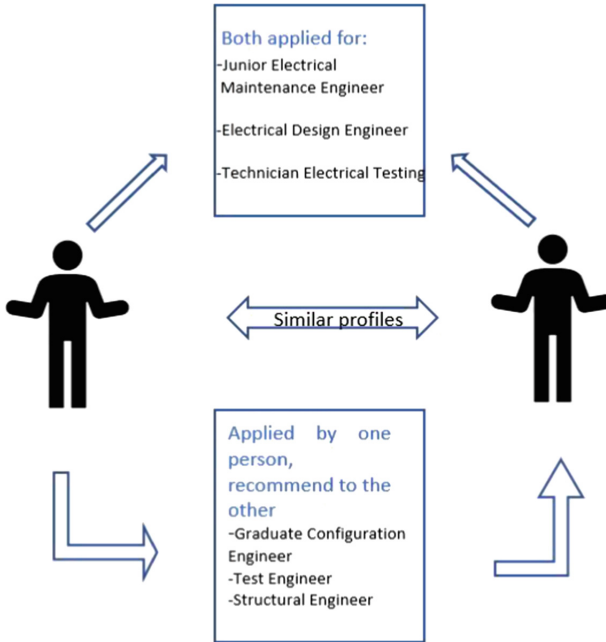 Both applied for:
-Junior Electrical
Maintenance Engineer
-Electrical Design Engineer
-Technician Electrical Testing
Similar profiles
Applied by one
person,
recommend to the
other
-Graduate Configuration
Engineer
-Test Engineer
-Structural Engineer